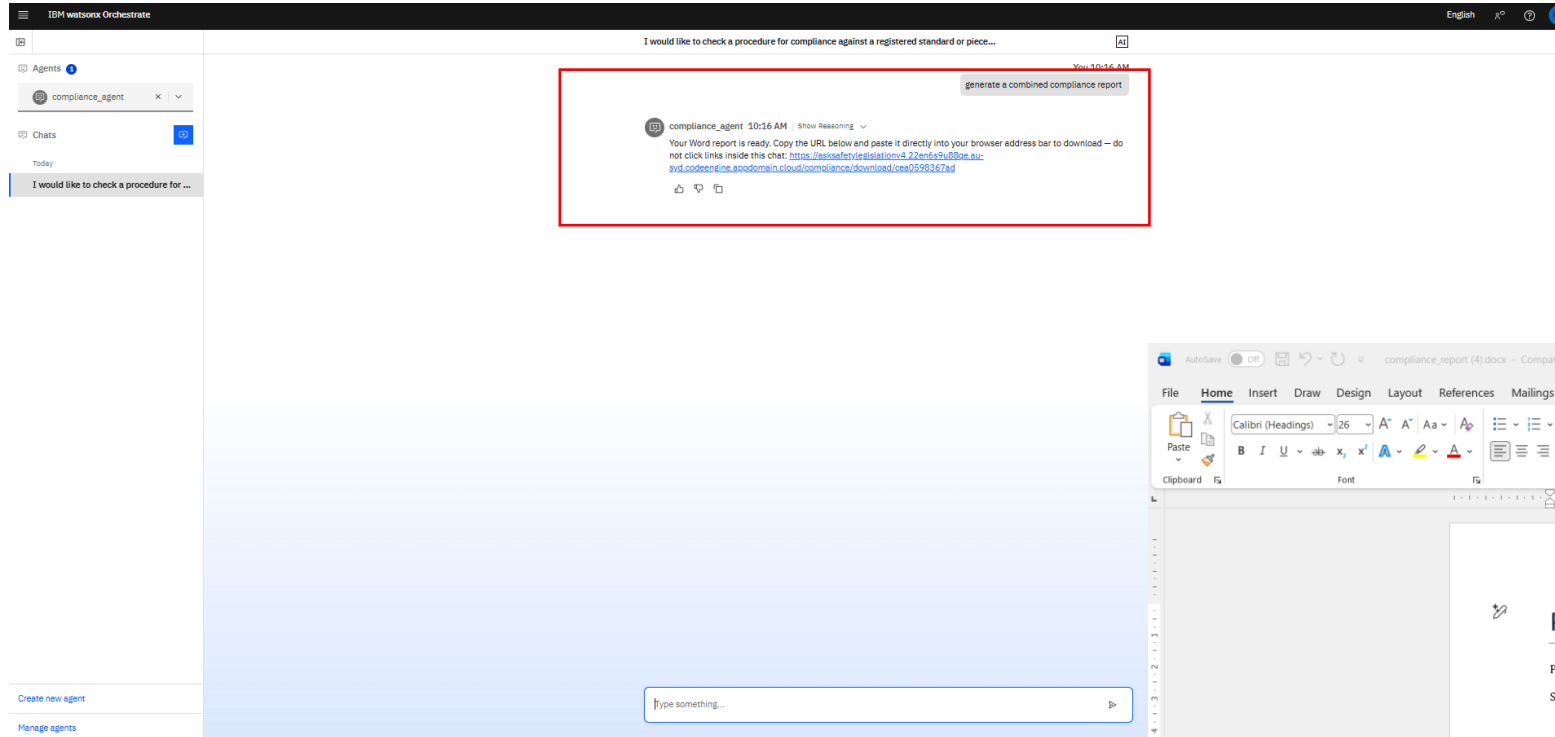 IBM watsonx Orchestrate
English
I would like to check a procedure for compliance against a registered standard or piece...
AI
Agents 1
compliance_agent
Chats
Today
I would like to check a procedure for ...
You 10:16 AM
generate a combined compliance report
compliance_agent 10:16 AM Show Reasoning
Your Word report is ready. Copy the URL below and paste it directly into your browser address bar to download — do
not click links inside this chat: https://asksafetylegislationv4.22en6s9u88qe.au-
syd.codeengine.appdomain.cloud/compliance/download/cea0598367ad
Type something...
Create new agent
Manage agents
AutoSave Off compliance_report (4).docx - Compat
File Home Insert Draw Design Layout References Mailings
Calibri (Headings) 26
Paste
Clipboard Font